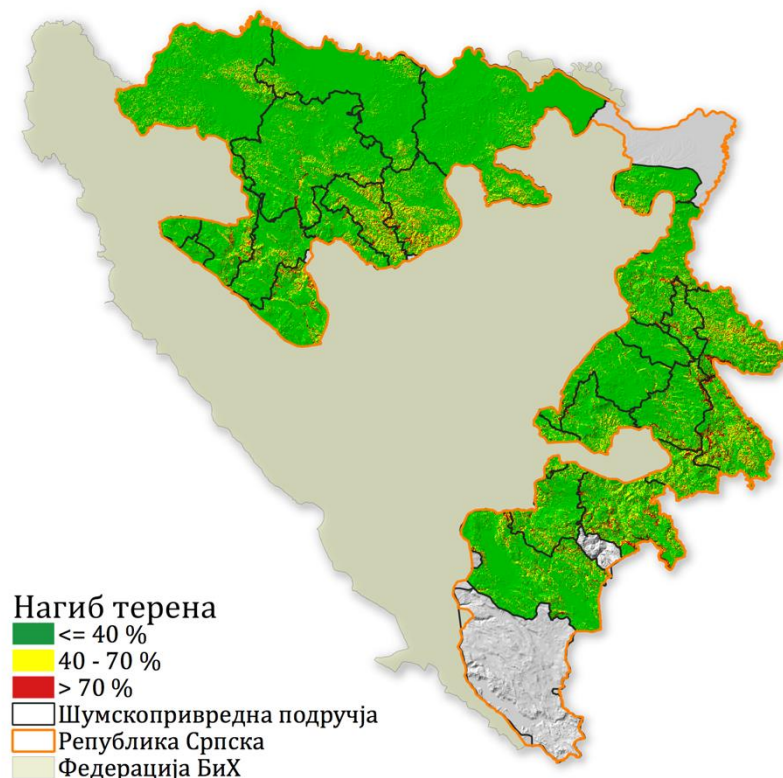 Нагиб терена
<= 40 %
40 - 70 %
> 70 %
Шумскопривредна подручја
Република Српска
Федерација БиХ